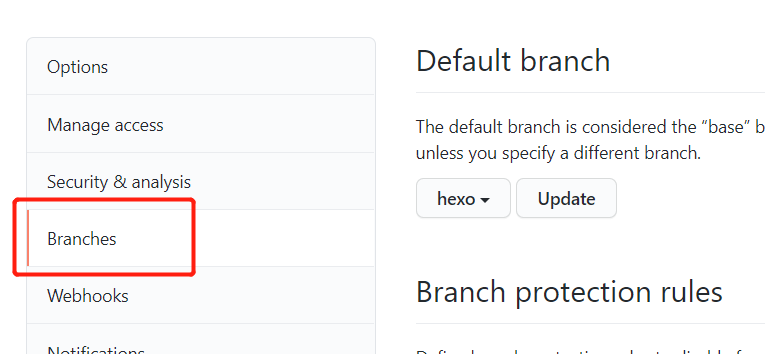 Options
Manage access
Security & analysis
Branches
Webhooks
Notifications
Default branch
The default branch is considered the “base” b
unless you specify a different branch.
hexo
Update
Branch protection rules